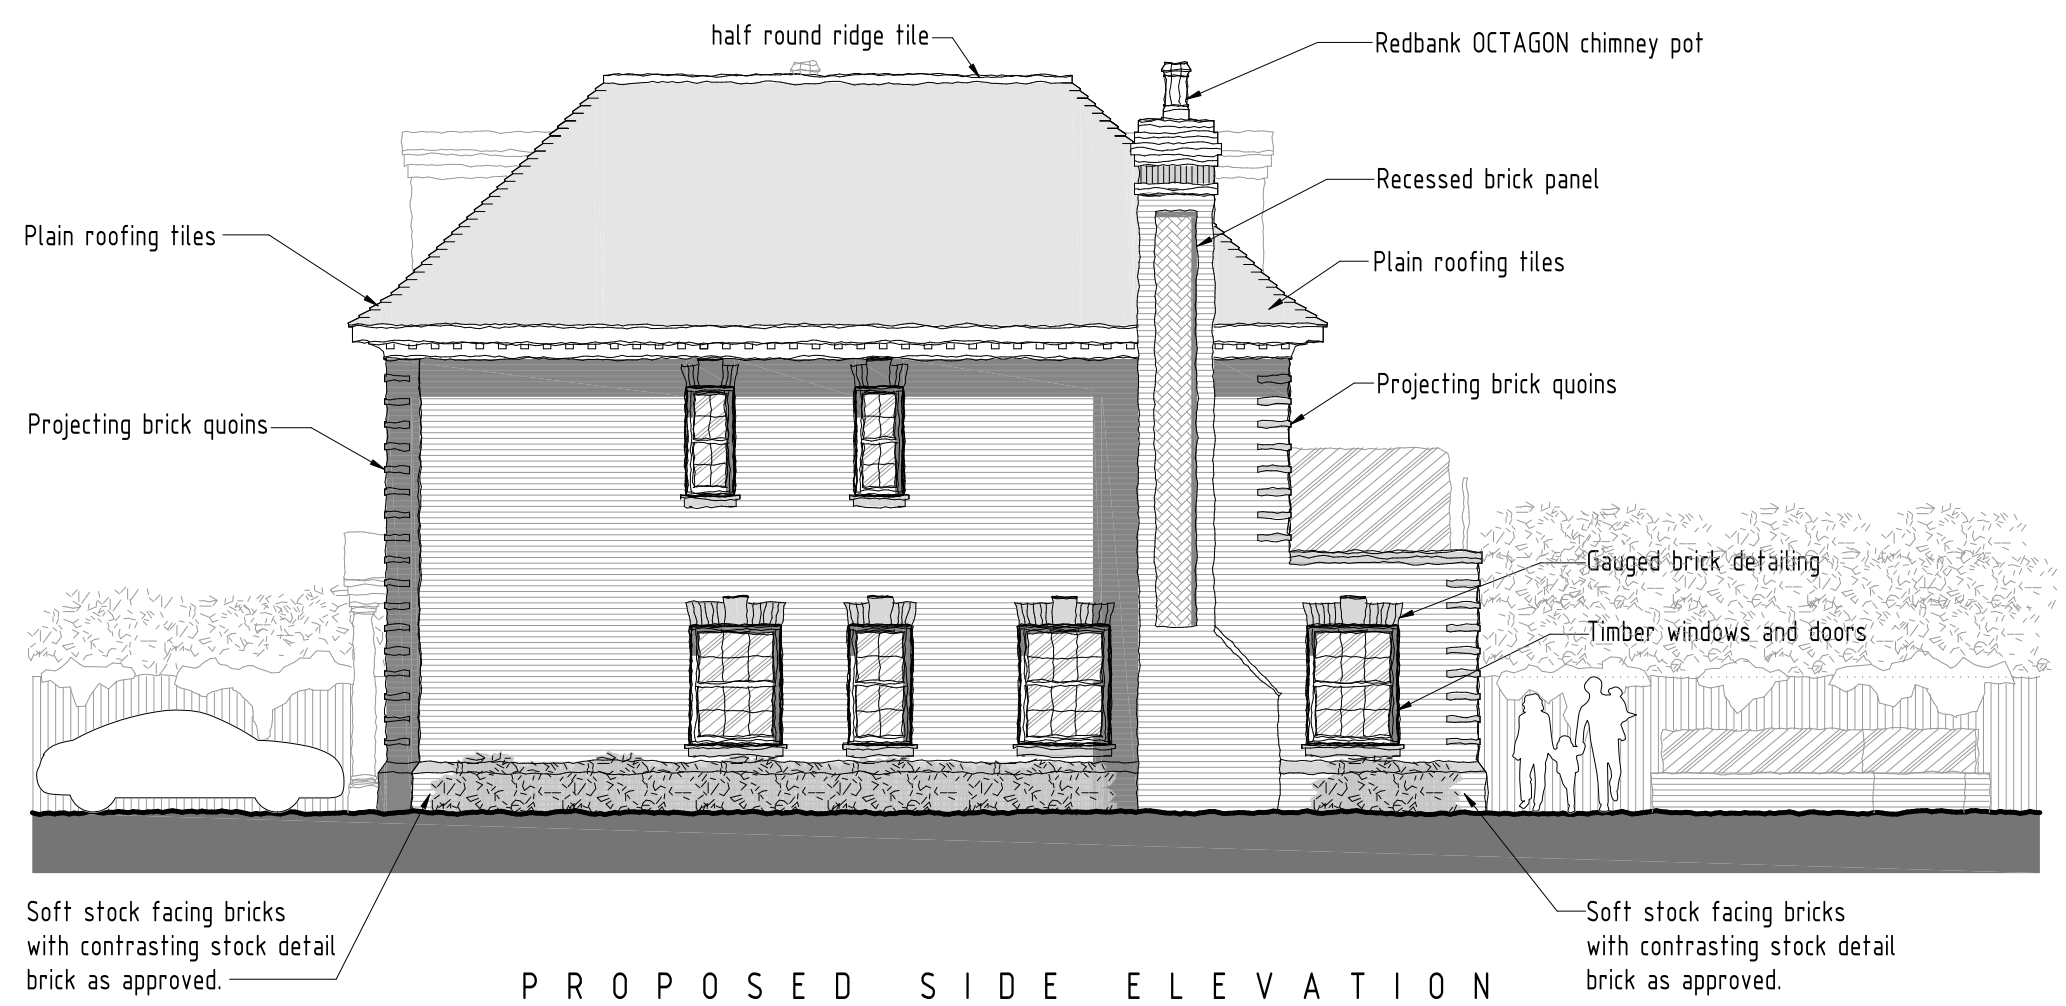 half round ridge tile
Redbank OCTAGON chimney pot
Recessed brick panel
Plain roofing tiles
Plain roofing tiles
Projecting brick quoins
Projecting brick quoins
Gauged brick detailing
Timber windows and doors
Soft stock facing bricks
with contrasting stock detail
brick as approved.
Soft stock facing bricks
with contrasting stock detail
brick as approved.
PROPOSED SIDE ELEVATION